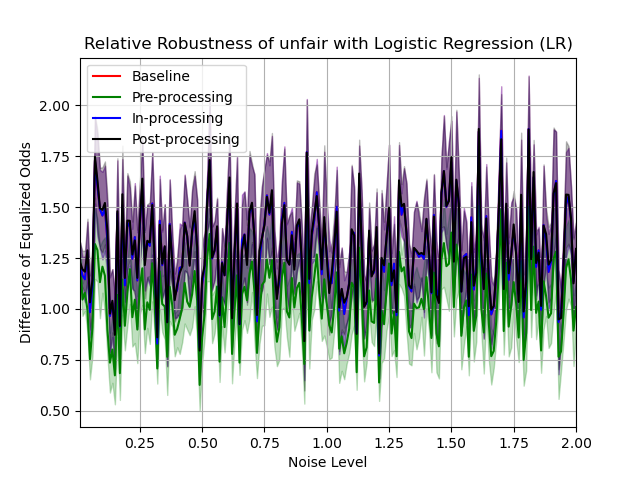 Relative Robustness of unfair with Logistic Regression (LR)
Baseline
Pre-processing
In-processing
Post-processing
Difference of Equalized Odds
2.00
1.75
1.50
1.25
1.00
0.75
0.50
0.25 0.50 0.75 1.00 1.25 1.50 1.75 2.00
Noise Level